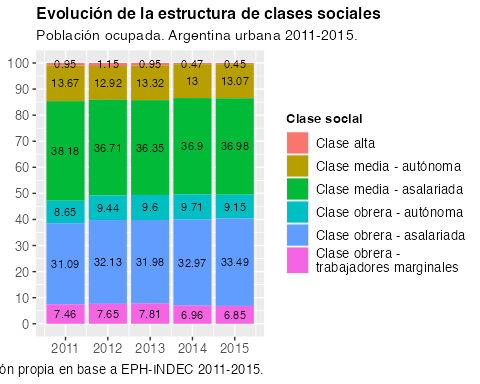 Evolución de la estructura de clases sociales
Población ocupada. Argentina urbana 2011-2015.
100
90
80
70
60
50
40
30
20
10
0
0.95 1.15 0.95 0.47 0.45
13.67 12.92 13.32 13 13.07
38.18 36.71 36.35 36.9 36.98
8.65 9.44 9.6 9.71 9.15
31.09 32.13 31.98 32.97 33.49
7.46 7.65 7.81 6.96 6.85
2011 2012 2013 2014 2015
Clase social
Clase alta
Clase media - autónoma
Clase media - asalariada
Clase obrera - autónoma
Clase obrera - asalariada
Clase obrera -
trabajadores marginales
ón propia en base a EPH-INDEC 2011-2015.